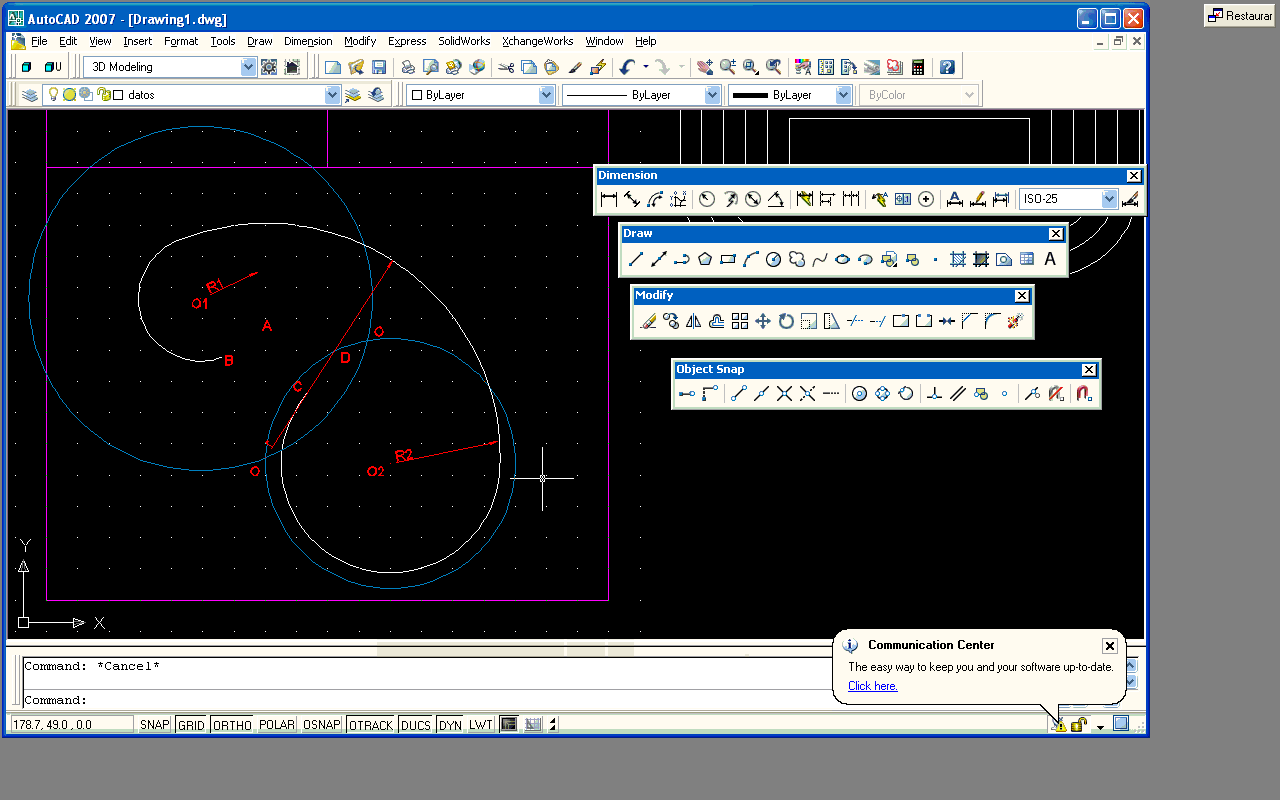 AutoCAD 2007 - [Drawing1.dwg]
Restaurar
File Edit View Insert Format Tools Draw Dimension Modify Express SolidWorks XchangeWorks Window Help
U 3D Modeling
datos ByLayer ByLayer ByLayer ByColor
Dimension
ISO-25
Draw
A
Modify
Object Snap
R1
O1
A
B
O
D
C
R2
O
O2
Y
X
Communication Center
The easy way to keep you and your software up-to-date.
Click here.
Command: *Cancel*
Command:
178.7, 49.0 , 0.0 SNAP GRID ORTHO POLAR OSNAP OTRACK DUCS DYN LWT